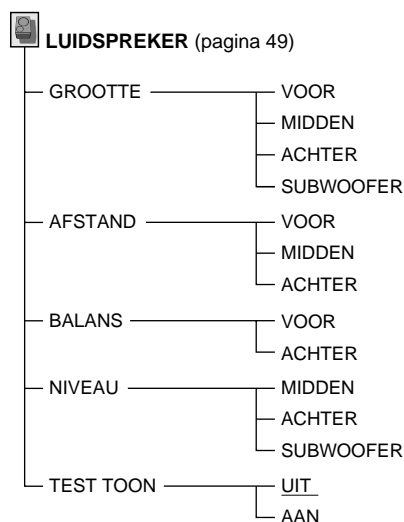 LUIDSPREKER (pagina 49)
GROOTTE VOOR
MIDDEN
ACHTER
SUBWOOFER
AFSTAND VOOR
MIDDEN
ACHTER
BALANS VOOR
ACHTER
NIVEAU MIDDEN
ACHTER
SUBWOOFER
TEST TOON UIT
AAN